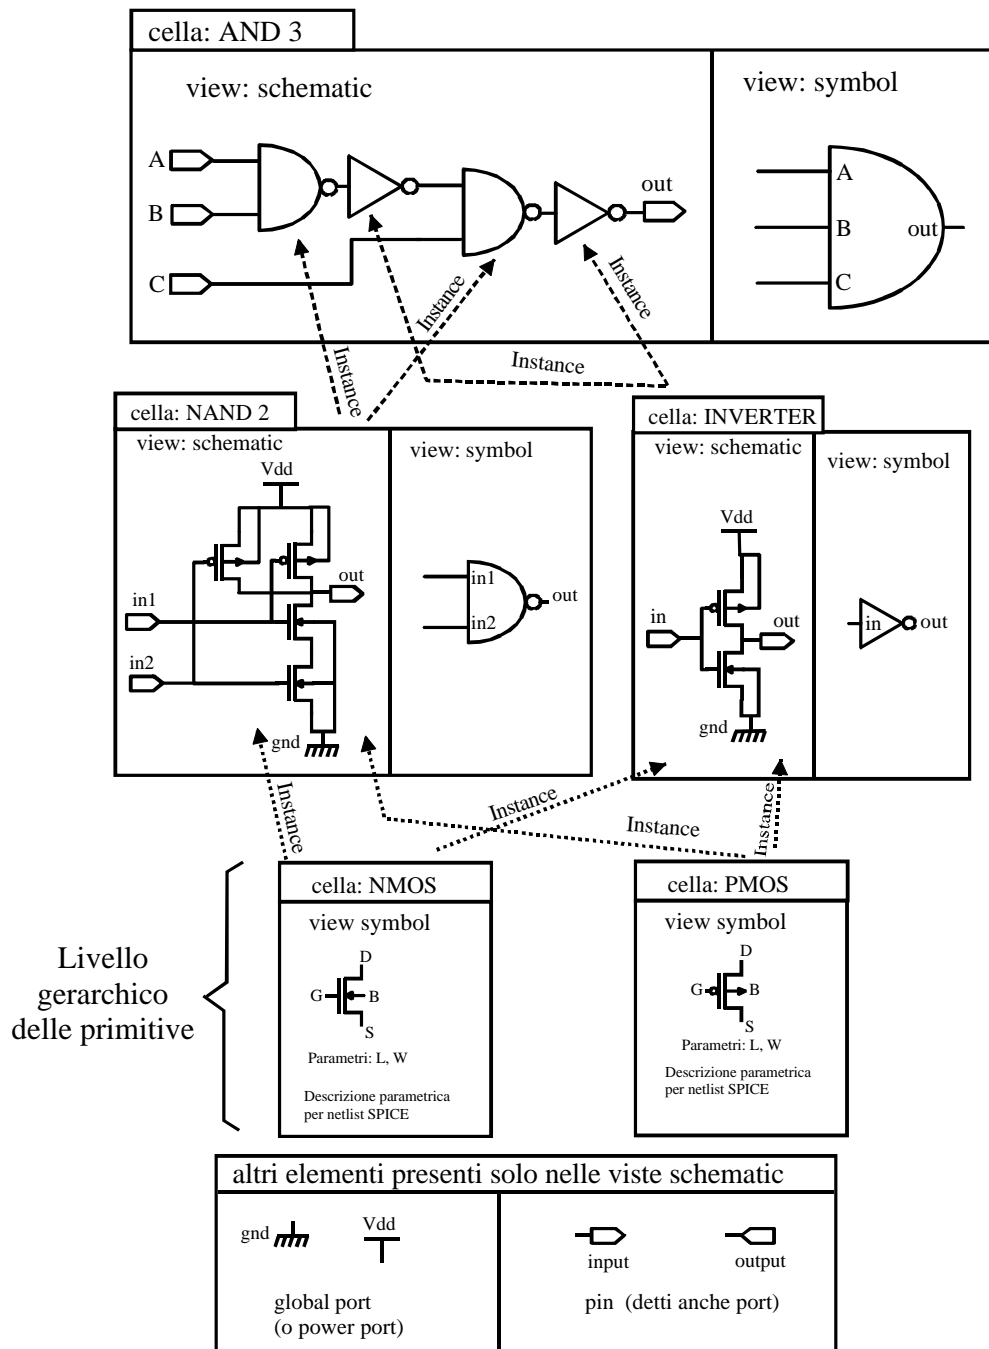 cella: AND 3
view: schematic
view: symbol
A
B
C
out
A
B
C
out
Instance
Instance
Instance
Instance
cella: NAND 2
view: schematic
view: symbol
Vdd
in1
in2
out
gnd
in1
in2
out
cella: INVERTER
view: schematic
view: symbol
Vdd
in
out
gnd
in
out
Instance
Instance
Instance
Instance
Livello
gerarchico
delle primitive
cella: NMOS
view symbol
D
G
B
S
Parametri: L, W
Descrizione parametrica
per netlist SPICE
cella: PMOS
view symbol
D
G
B
S
Parametri: L, W
Descrizione parametrica
per netlist SPICE
altri elementi presenti solo nelle viste schematic
gnd
Vdd
global port
(o power port)
input
output
pin (detti anche port)